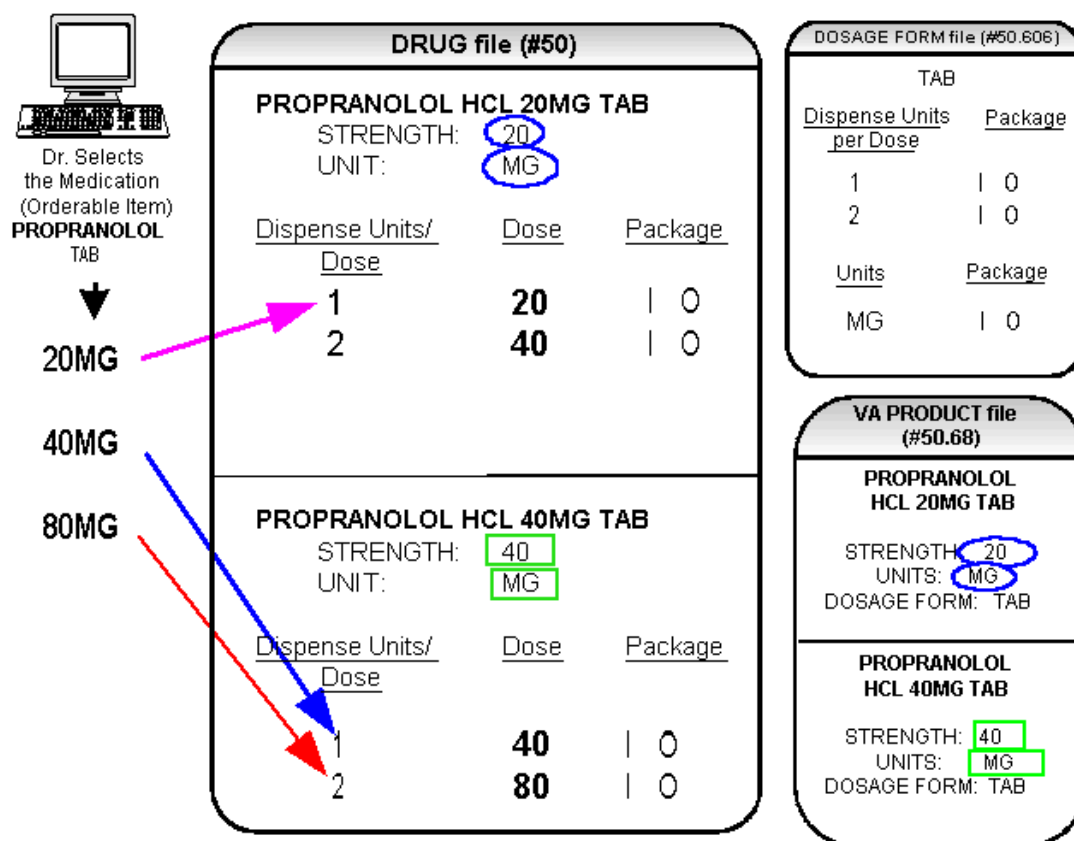 Dr. Selects
the Medication
(Orderable Item)
PROPRANOLOL
TAB
20MG
40MG
80MG
DRUG file (#50)
PROPRANOLOL HCL 20MG TAB
STRENGTH: 20
UNIT: MG
Dispense Units/ Dose Package
Dose
1 20 I O
2 40 I O
PROPRANOLOL HCL 40MG TAB
STRENGTH: 40
UNIT: MG
Dispense Units/ Dose Package
Dose
1 40 I O
2 80 I O
DOSAGE FORM file (#50.606)
TAB
Dispense Units Package
per Dose
1 I O
2 I O
Units Package
MG I O
VA PRODUCT file
(#50.68)
PROPRANOLOL
HCL 20MG TAB
STRENGTH: 20
UNITS: MG
DOSAGE FORM: TAB
PROPRANOLOL
HCL 40MG TAB
STRENGTH: 40
UNITS: MG
DOSAGE FORM: TAB